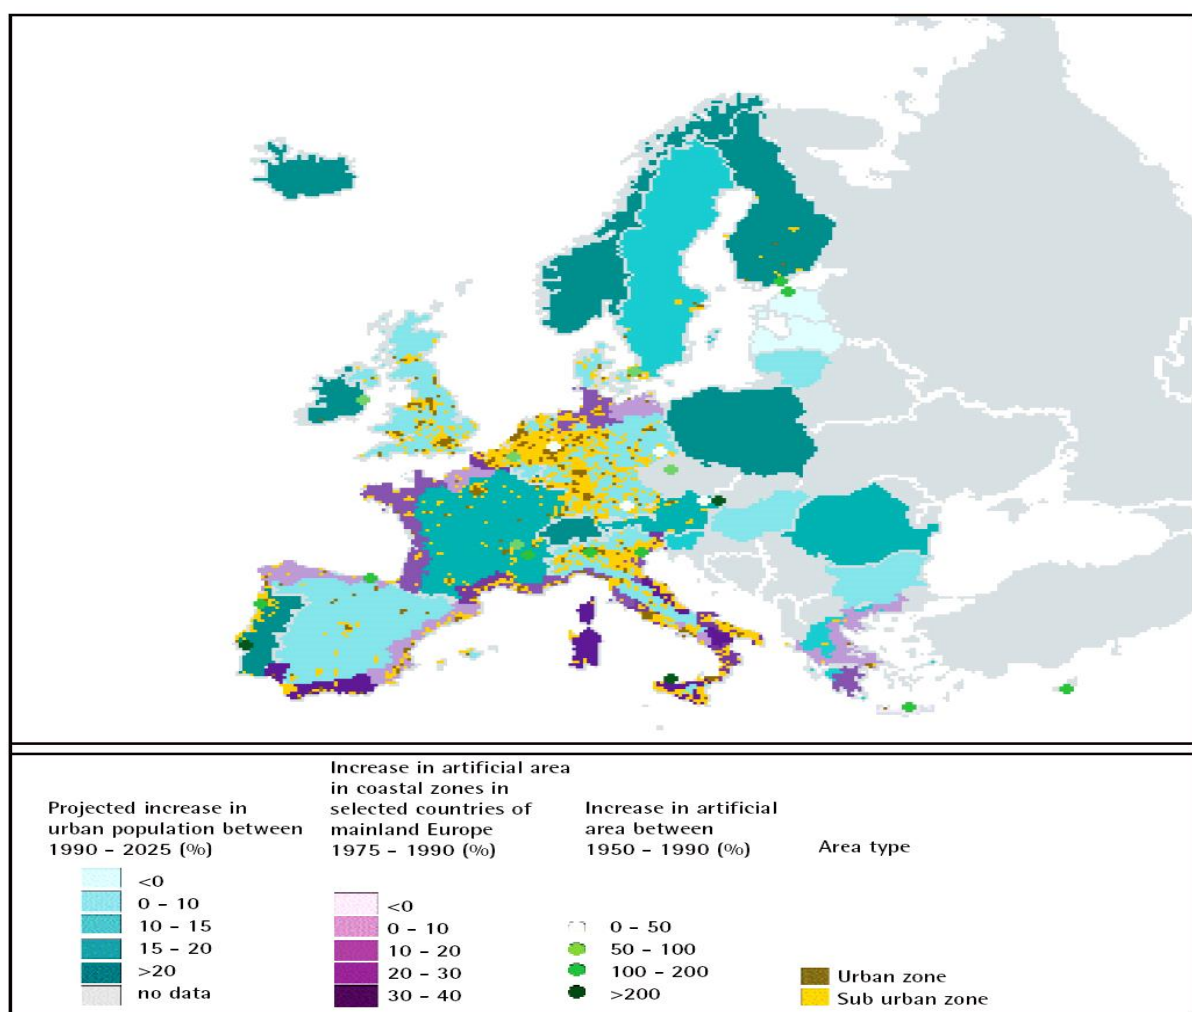 Projected increase in
urban population between
1990 – 2025 (%)
<0
0 – 10
10 – 15
15 – 20
>20
no data
Increase in artificial area
in coastal zones in
selected countries of
mainland Europe
1975 – 1990 (%)
<0
0 – 10
10 – 20
20 – 30
30 – 40
Increase in artificial
area between
1950 – 1990 (%)
0 – 50
50 – 100
100 – 200
>200
Area type
Urban zone
Sub urban zone